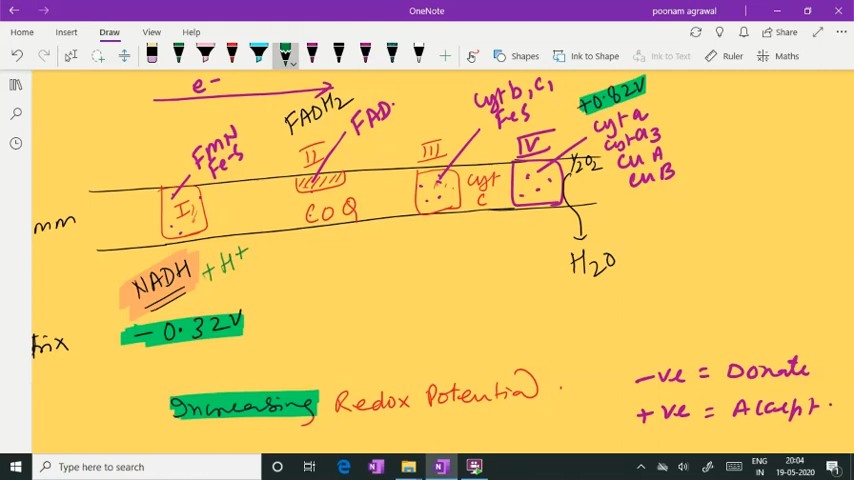 OneNote
poonam agrawal
Home
Insert
Draw
View
Help
Share
Shapes
Ink to Shape
Ink to Text
Ruler
Maths
e-
FADH2
FAD.
cyt b, c1
FeS
+0.82V
cyt a
cyt a3
cu A
cu B
FMN
Fe-S
I
II
III
IV
COQ
cyt
c
1/2O2
H2O
mm
NADH + H+
- 0.32V
trix
Increasing Redox Potential.
-ve = Donate
+ve = Accept.
Type here to search
ENG
IN
20:04
19-05-2020